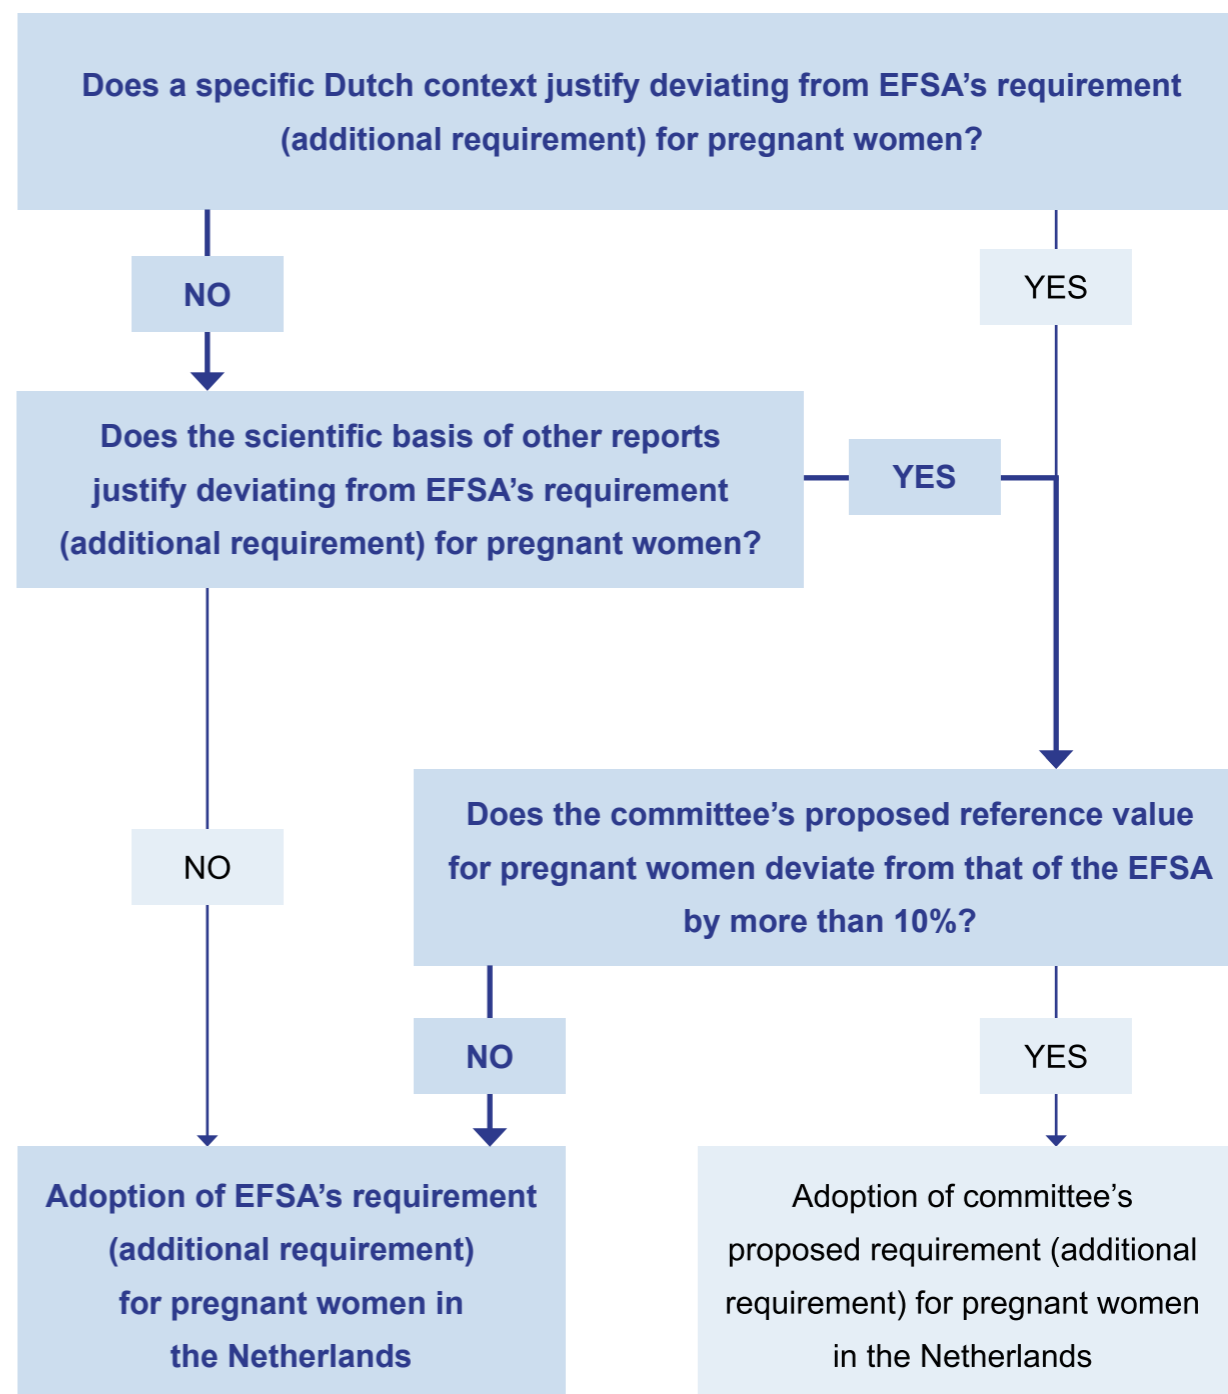 Does a specific Dutch context justify deviating from EFSA’s requirement
(additional requirement) for pregnant women?
NO
YES
Does the scientific basis of other reports
justify deviating from EFSA’s requirement
(additional requirement) for pregnant women?
YES
NO
Does the committee’s proposed reference value
for pregnant women deviate from that of the EFSA
by more than 10%?
NO
YES
Adoption of EFSA’s requirement
(additional requirement)
for pregnant women in
the Netherlands
Adoption of committee’s
proposed requirement (additional
requirement) for pregnant women
in the Netherlands